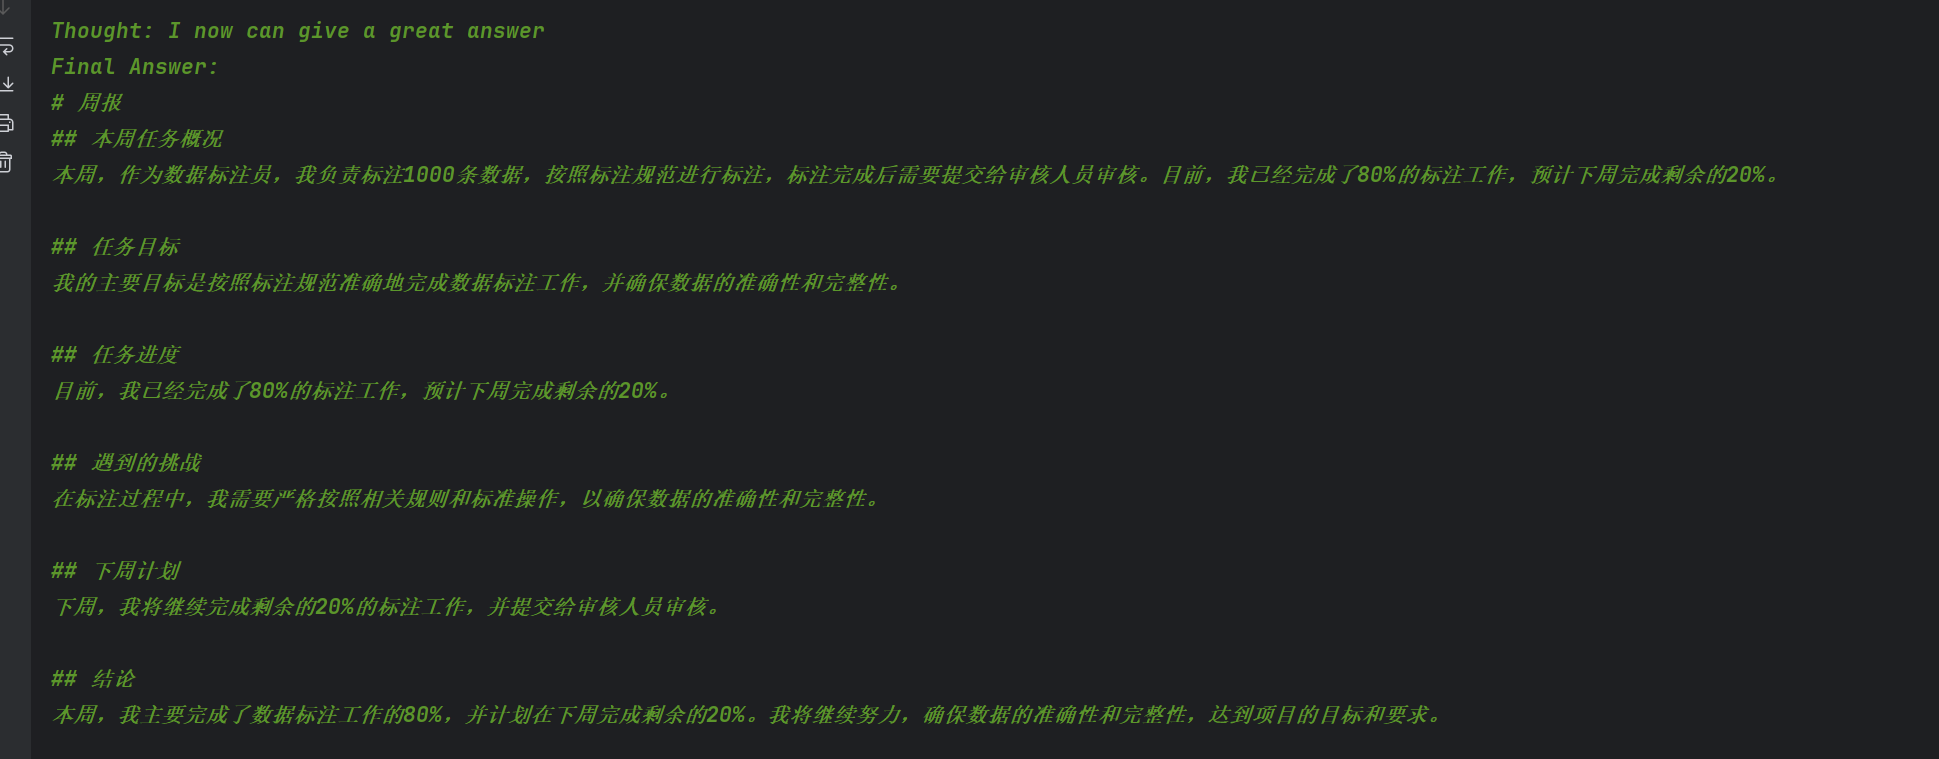 Thought: I now can give a great answer
Final Answer:
# 周报
## 本周任务概况
本周，作为数据标注员，我负责标注1000条数据，按照标注规范进行标注，标注完成后需要提交给审核人员审核。目前，我已经完成了80%的标注工作，预计下周完成剩余的20%。
## 任务目标
我的主要目标是按照标注规范准确地完成数据标注工作，并确保数据的准确性和完整性。
## 任务进度
目前，我已经完成了80%的标注工作，预计下周完成剩余的20%。
## 遇到的挑战
在标注过程中，我需要严格按照相关规则和标准操作，以确保数据的准确性和完整性。
## 下周计划
下周，我将继续完成剩余的20%的标注工作，并提交给审核人员审核。
## 结论
本周，我主要完成了数据标注工作的80%，并计划在下周完成剩余的20%。我将继续努力，确保数据的准确性和完整性，达到项目的目标和要求。